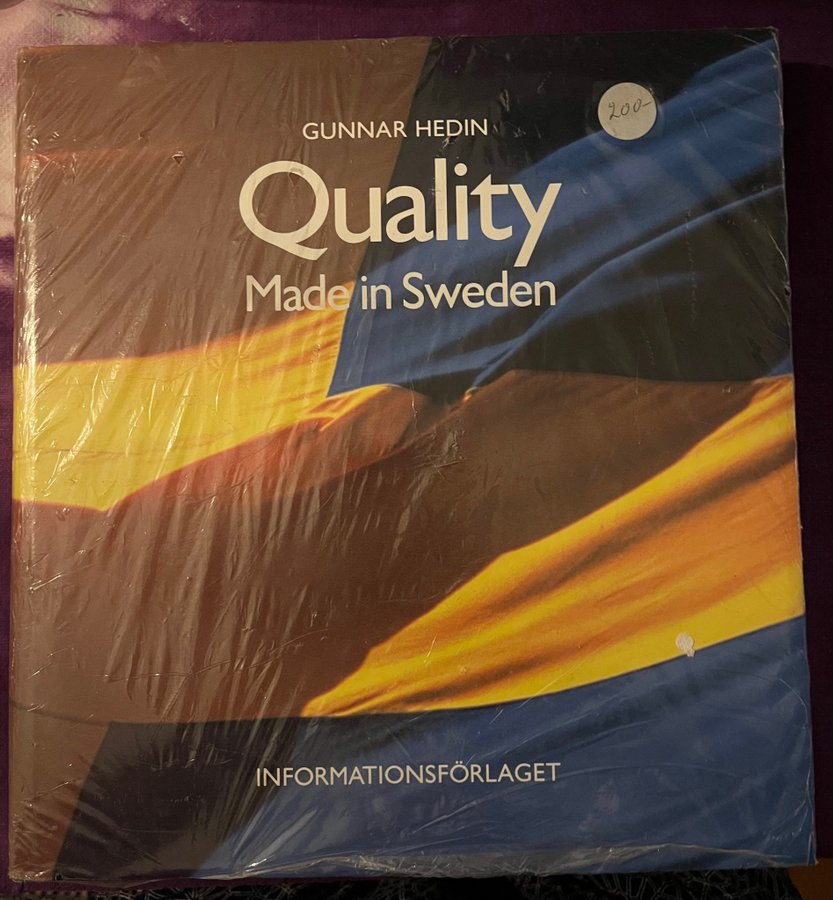 200-
GUNNAR HEDIN
Quality
Made in Sweden
INFORMATIONSFÖRLAGET